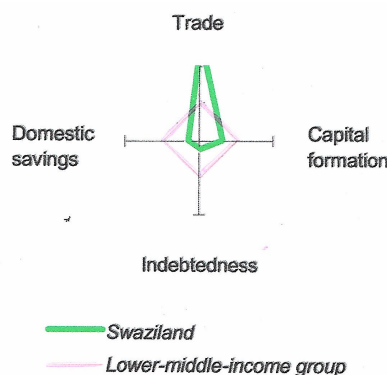 Trade
Domestic
savings
Capital
formation
Indebtedness
Swaziland
Lower-middle-income group